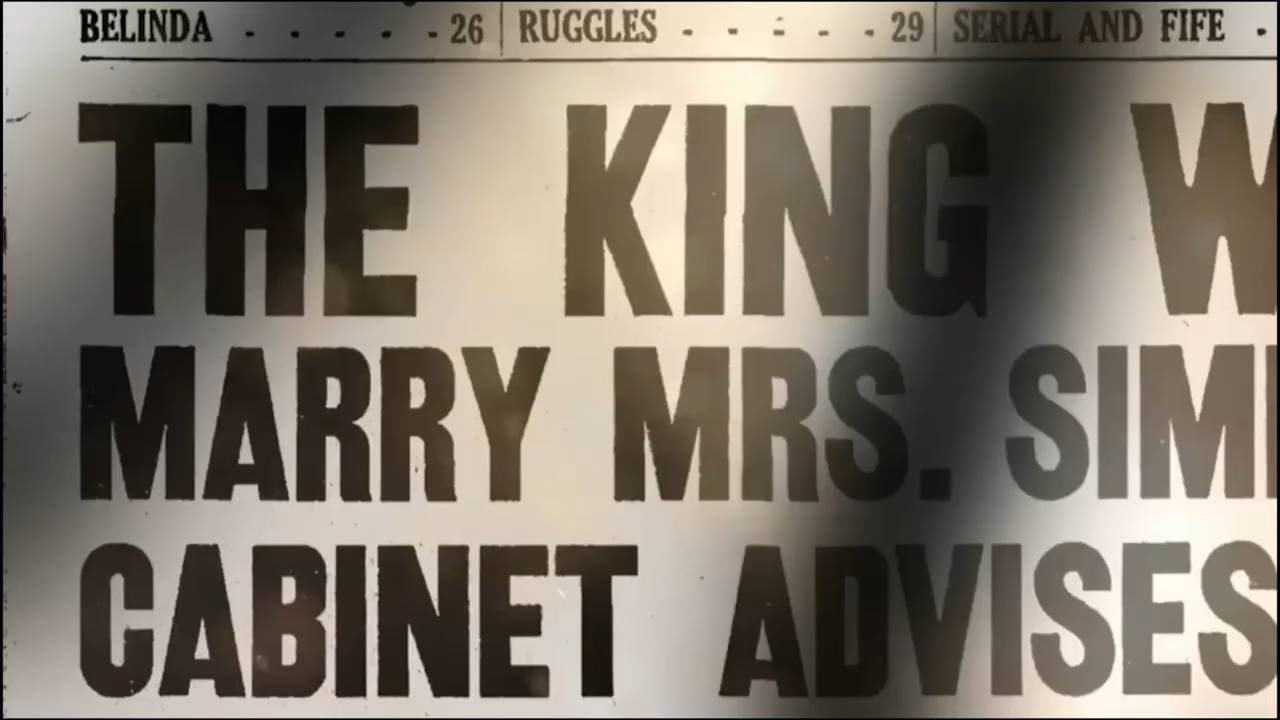 BELINDA - - - - - 26 RUGGLES - - - - - 29 SERIAL AND FIFE -
THE KING W
MARRY MRS. SIM
CABINET ADVISES